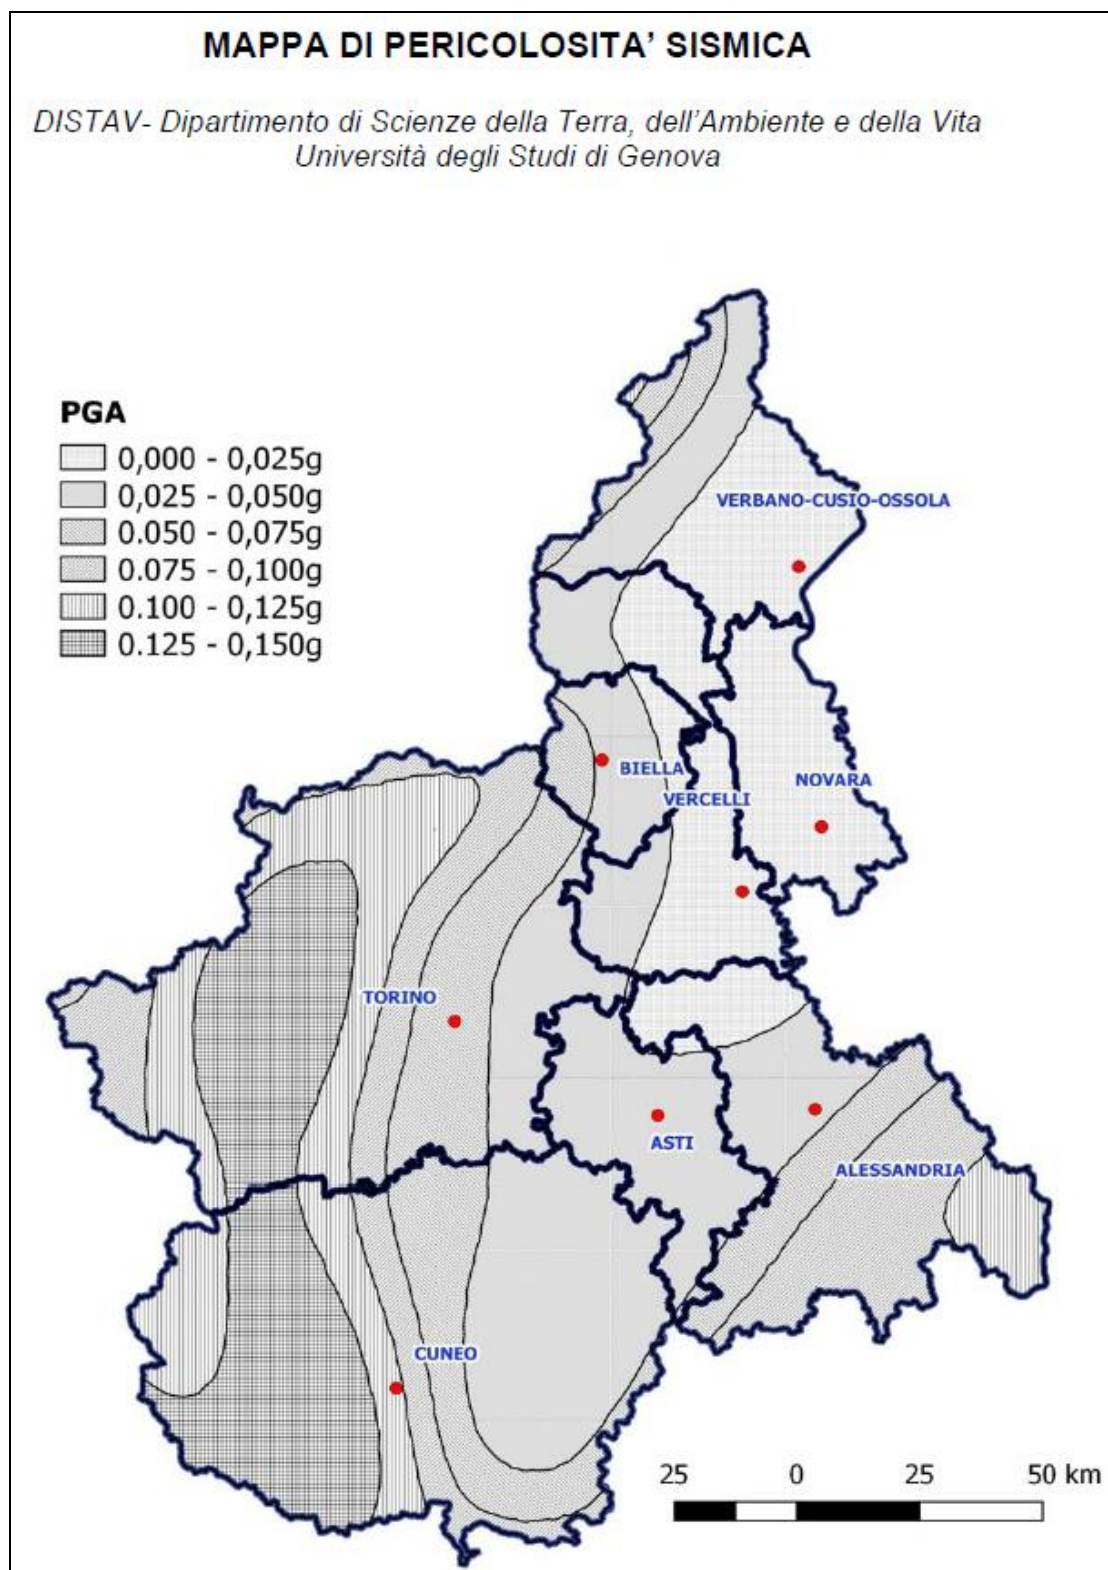 MAPPA DI PERICOLOSITA’ SISMICA
DISTAV- Dipartimento di Scienze della Terra, dell’Ambiente e della Vita
Università degli Studi di Genova
PGA
0,000 - 0,025g
0,025 - 0,050g
0.050 - 0,075g
0.075 - 0,100g
0.100 - 0,125g
0.125 - 0,150g
VERBANO-CUSIO-OSSOLA
BIELLA
NOVARA
VERCELLI
TORINO
ASTI
ALESSANDRIA
CUNEO
25 0 25 50 km